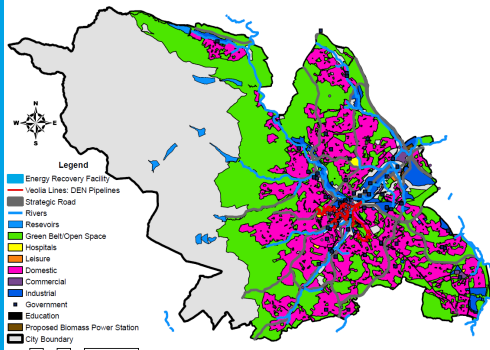 N
W E
S
Legend
Energy Recovery Facility
Veolia Lines: DEN Pipelines
Strategic Road
Rivers
Resevoirs
Green Belt/Open Space
Hospitals
Leisure
Domestic
Commercial
Industrial
Government
Education
Proposed Biomass Power Station
City Boundary